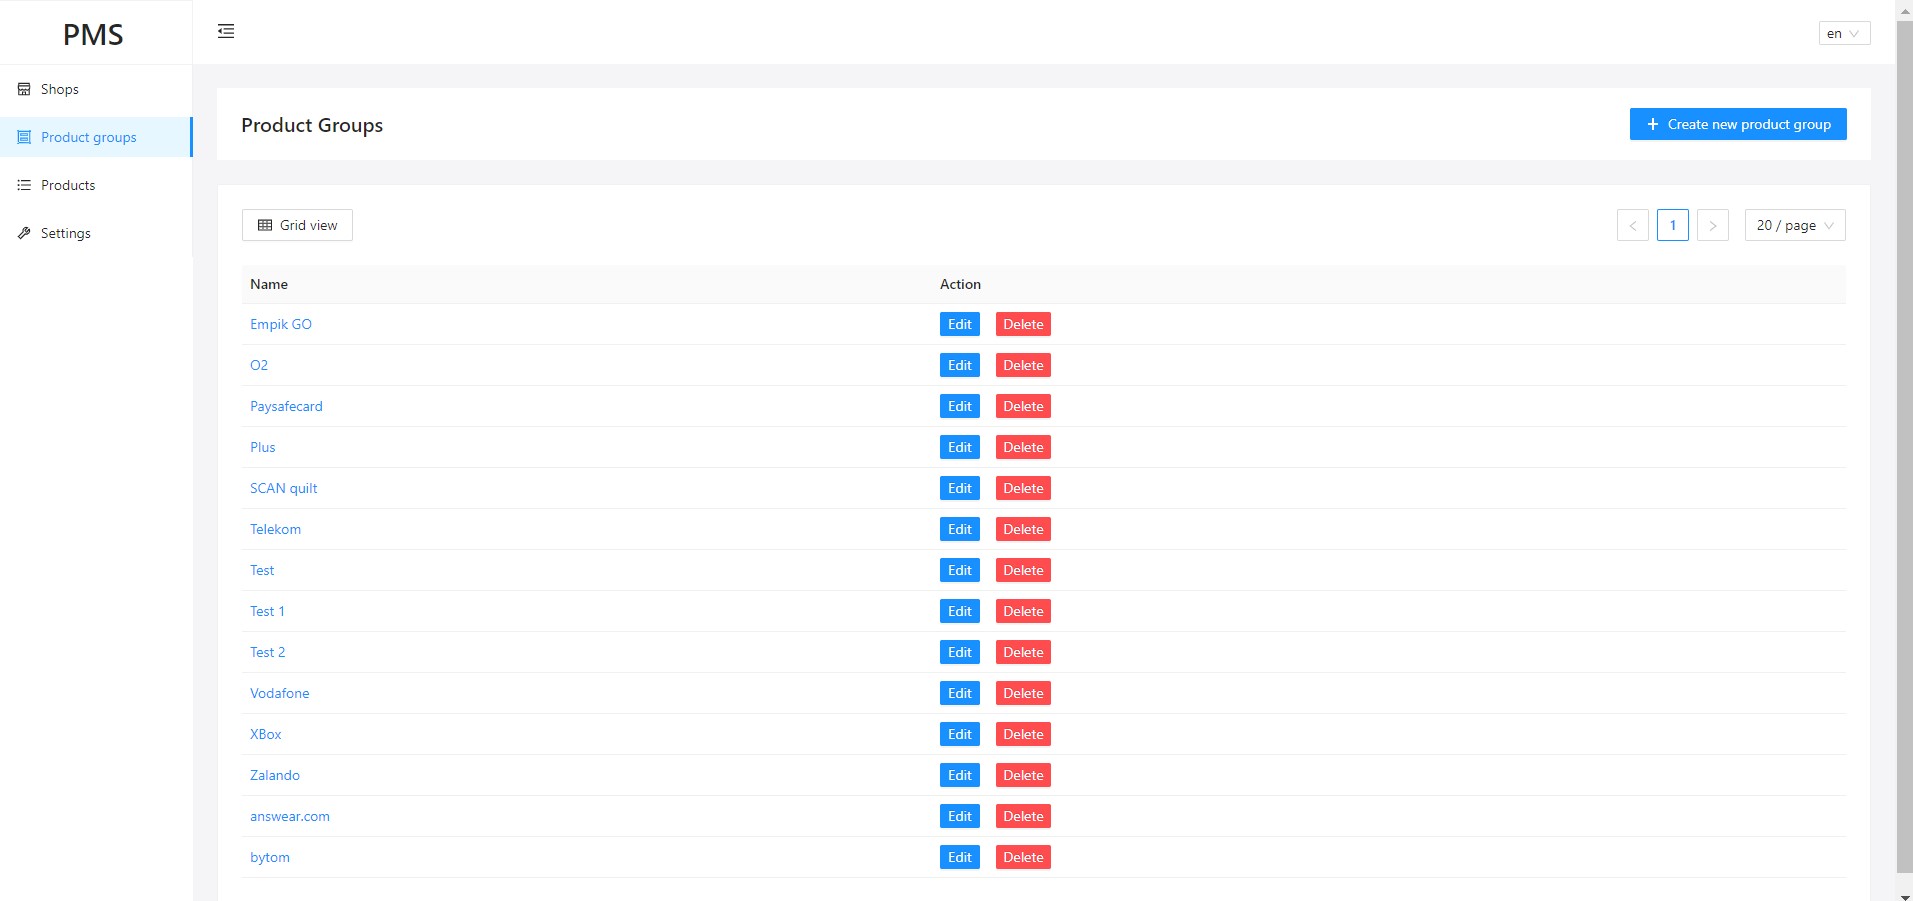 PMS
en
Shops
Product groups
Products
Settings
Product Groups
Create new product group
Grid view
1
20 / page
Name Action
Empik GO Edit Delete
O2 Edit Delete
Paysafecard Edit Delete
Plus Edit Delete
SCAN quilt Edit Delete
Telekom Edit Delete
Test Edit Delete
Test 1 Edit Delete
Test 2 Edit Delete
Vodafone Edit Delete
XBox Edit Delete
Zalando Edit Delete
answear.com Edit Delete
bytom Edit Delete